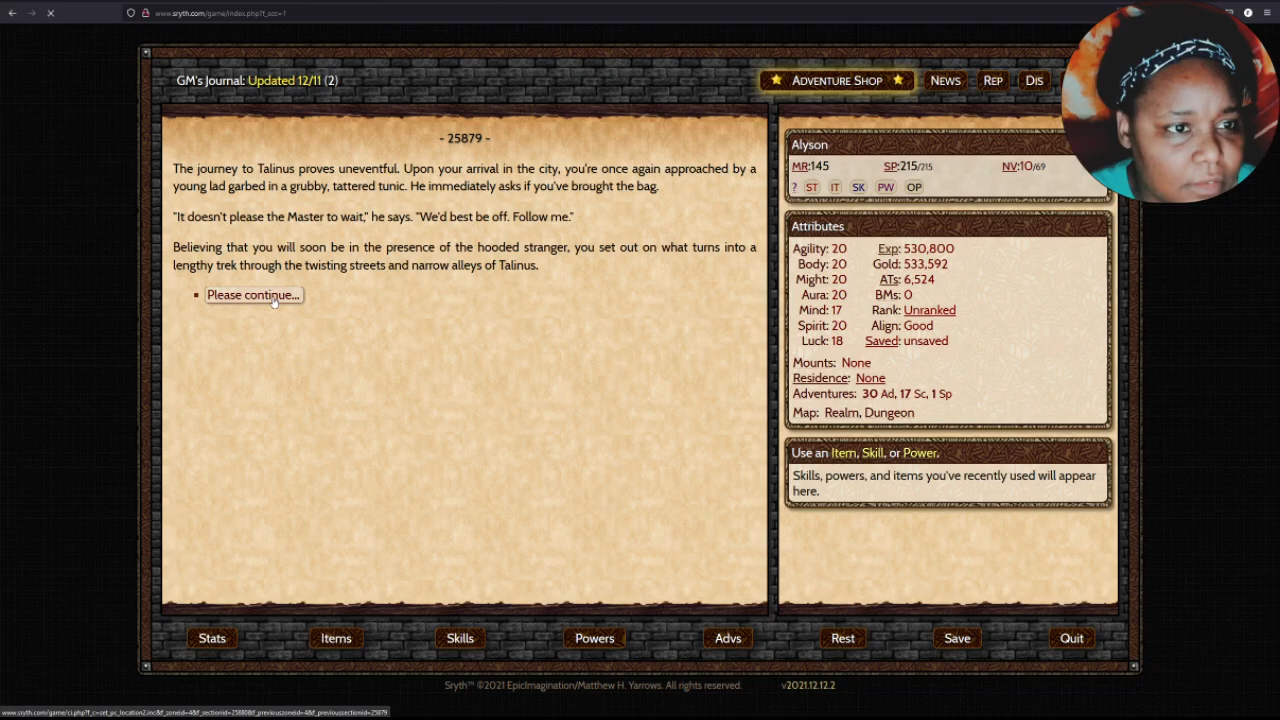 www.sryth.com/game/index.php?f_scc=1
GM's Journal: Updated 12/11 (2)
ADVENTURE SHOP
NEWS
REP
DIS
- 25879 -
The journey to Talinus proves uneventful. Upon your arrival in the city, you're once again approached by a
young lad garbed in a grubby, tattered tunic. He immediately asks if you've brought the bag.
"It doesn't please the Master to wait," he says. "We'd best be off. Follow me."
Believing that you will soon be in the presence of the hooded stranger, you set out on what turns into a
lengthy trek through the twisting streets and narrow alleys of Talinus.
Please continue...
Alyson
MR:145 SP:215/215 NV:10/69
? ST IT SK PW OP
Attributes
Agility: 20 Exp: 530,800
Body: 20 Gold: 533,592
Might: 20 ATs: 6,524
Aura: 20 BMs: 0
Mind: 17 Rank: Unranked
Spirit: 20 Align: Good
Luck: 18 Saved: unsaved
Mounts: None
Residence: None
Adventures: 30 Ad, 17 Sc, 1 Sp
Map: Realm, Dungeon
Use an Item, Skill, or Power.
Skills, powers, and items you've recently used will appear
here.
Stats Items Skills Powers Advs Rest Save Quit
Sryth™ ©2021 EpicImagination/Matthew H. Yarrows. All rights reserved. v2021.12.12.2